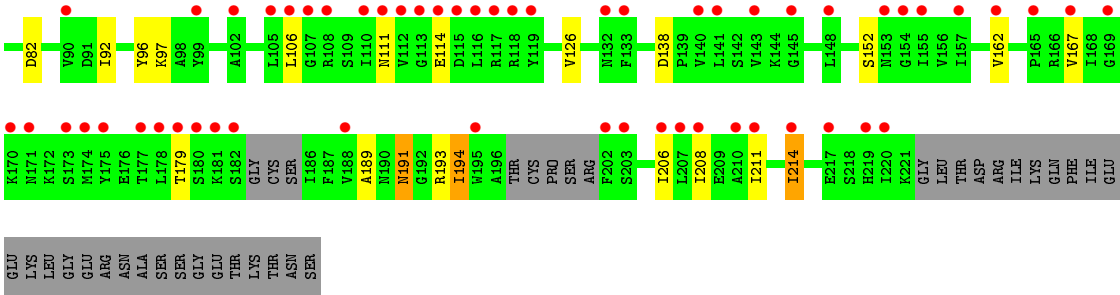 D82 V90 D91 I92 Y96 K97 A98 Y99 A102 L105 L106 G107 R108 S109 I110 N111 V112 G113 E114 D115 L116 R117 R118 Y119 V126 N132 F133 D138 P139 V140 L141 S142 V143 K144 G145 L148 S152 N153 G154 I155 V156 I157 V162 P165 R166 V167 I168 G169
K170 N171 K172 S173 M174 Y175 E176 T177 L178 T179 S180 K181 S182 GLY CYS SER I186 F187 V188 A189 N190 N191 G192 R193 I194 W195 A196 THR CYS PRO SER ARG F202 S203 I206 L207 I208 E209 A210 I211 I214 E217 S218 H219 I220 K221 GLY LEU THR ASP ARG ILE LYS GLN PHE ILE GLU
GLU LYS LEU GLY GLU ARG ASN ALA SER SER GLY GLU THR LYS THR ASN SER